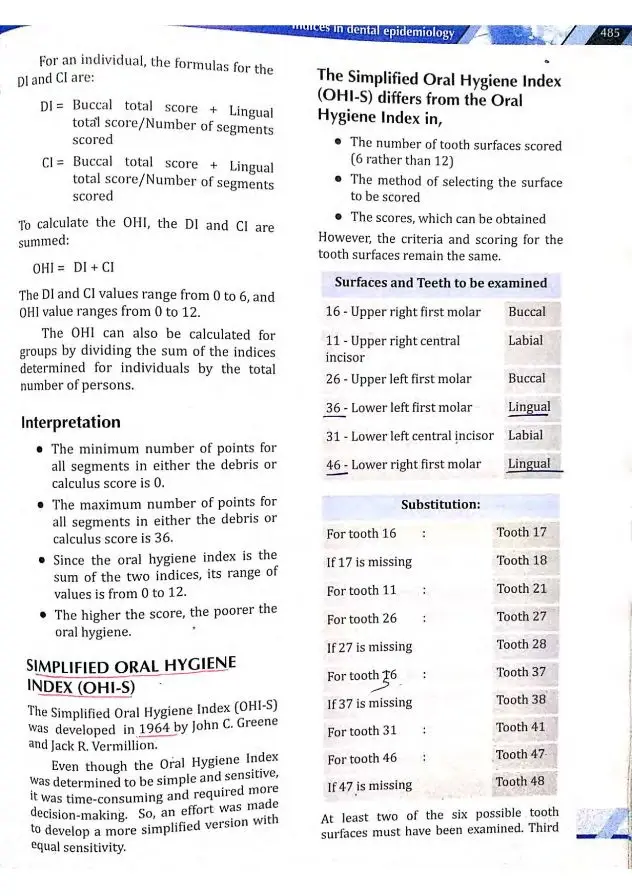 Indices in dental epidemiology
485
For an individual, the formulas for the
DI and CI are:
DI = Buccal total score + Lingual
total score/Number of segments
scored
CI = Buccal total score + Lingual
total score/Number of segments
scored
To calculate the OHI, the DI and CI are
summed:
OHI = DI + CI
The DI and CI values range from 0 to 6, and
OHI value ranges from 0 to 12.
The OHI can also be calculated for
groups by dividing the sum of the indices
determined for individuals by the total
number of persons.
Interpretation
• The minimum number of points for
all segments in either the debris or
calculus score is 0.
• The maximum number of points for
all segments in either the debris or
calculus score is 36.
• Since the oral hygiene index is the
sum of the two indices, its range of
values is from 0 to 12.
• The higher the score, the poorer the
oral hygiene.
SIMPLIFIED ORAL HYGIENE
INDEX (OHI-S)
The Simplified Oral Hygiene Index (OHI-S)
was developed in 1964 by John C. Greene
and Jack R. Vermillion.
Even though the Oral Hygiene Index
was determined to be simple and sensitive,
it was time-consuming and required more
decision-making. So, an effort was made
to develop a more simplified version with
equal sensitivity.
The Simplified Oral Hygiene Index
(OHI-S) differs from the Oral
Hygiene Index in,
• The number of tooth surfaces scored
(6 rather than 12)
• The method of selecting the surface
to be scored
• The scores, which can be obtained
However, the criteria and scoring for the
tooth surfaces remain the same.
Surfaces and Teeth to be examined
16 - Upper right first molar Buccal
11 - Upper right central Labial
incisor
26 - Upper left first molar Buccal
36 - Lower left first molar Lingual
31 - Lower left central incisor Labial
46 - Lower right first molar Lingual
Substitution:
For tooth 16 : Tooth 17
If 17 is missing Tooth 18
For tooth 11 : Tooth 21
For tooth 26 : Tooth 27
If 27 is missing Tooth 28
For tooth 36 : Tooth 37
If 37 is missing Tooth 38
For tooth 31 : Tooth 41
For tooth 46 : Tooth 47
If 47 is missing Tooth 48
At least two of the six possible tooth
surfaces must have been examined. Third